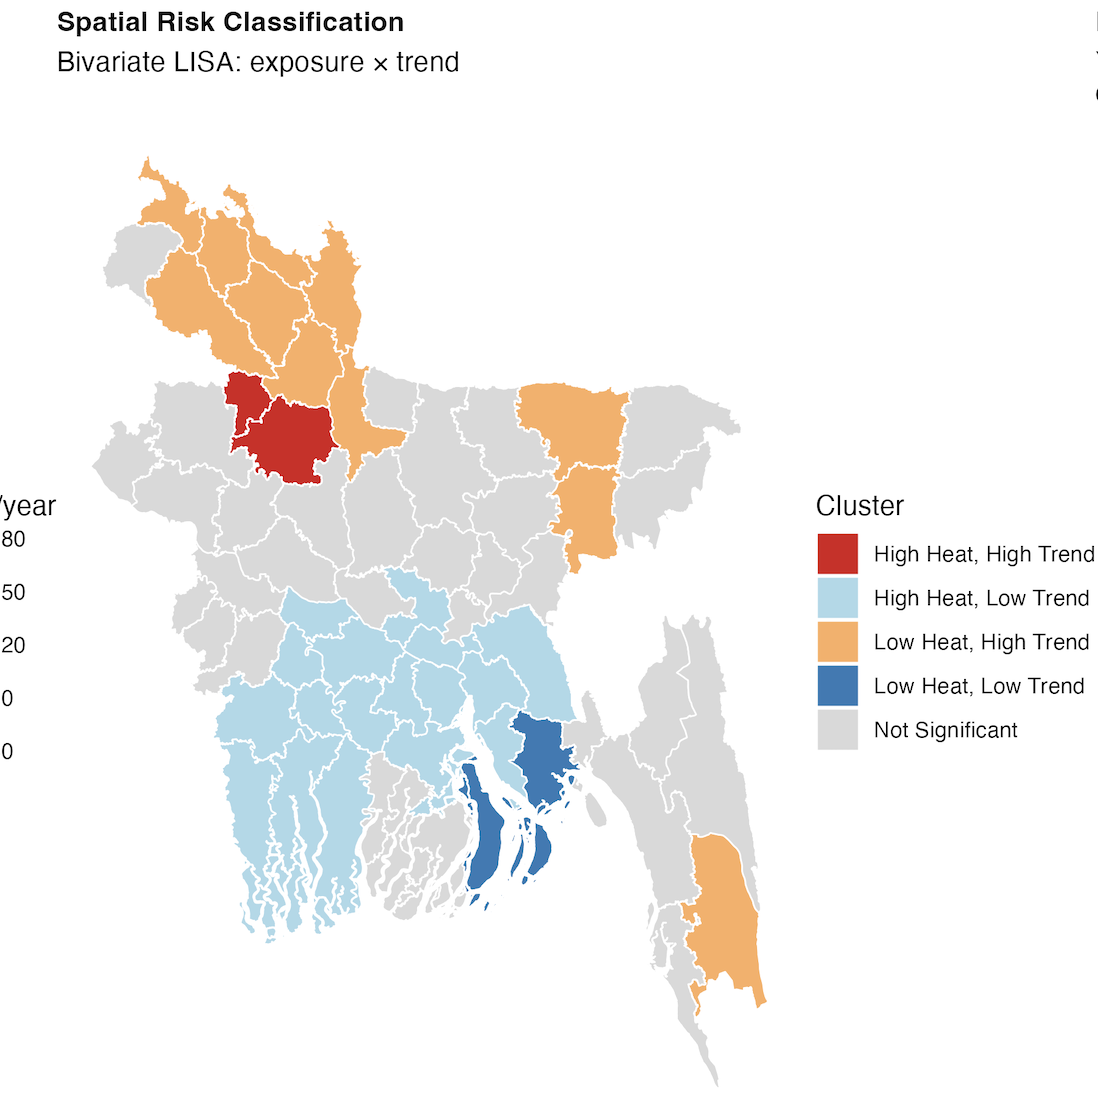 Spatial Risk Classification
Bivariate LISA: exposure × trend
/year
80
50
20
0
0
Cluster
High Heat, High Trend
High Heat, Low Trend
Low Heat, High Trend
Low Heat, Low Trend
Not Significant